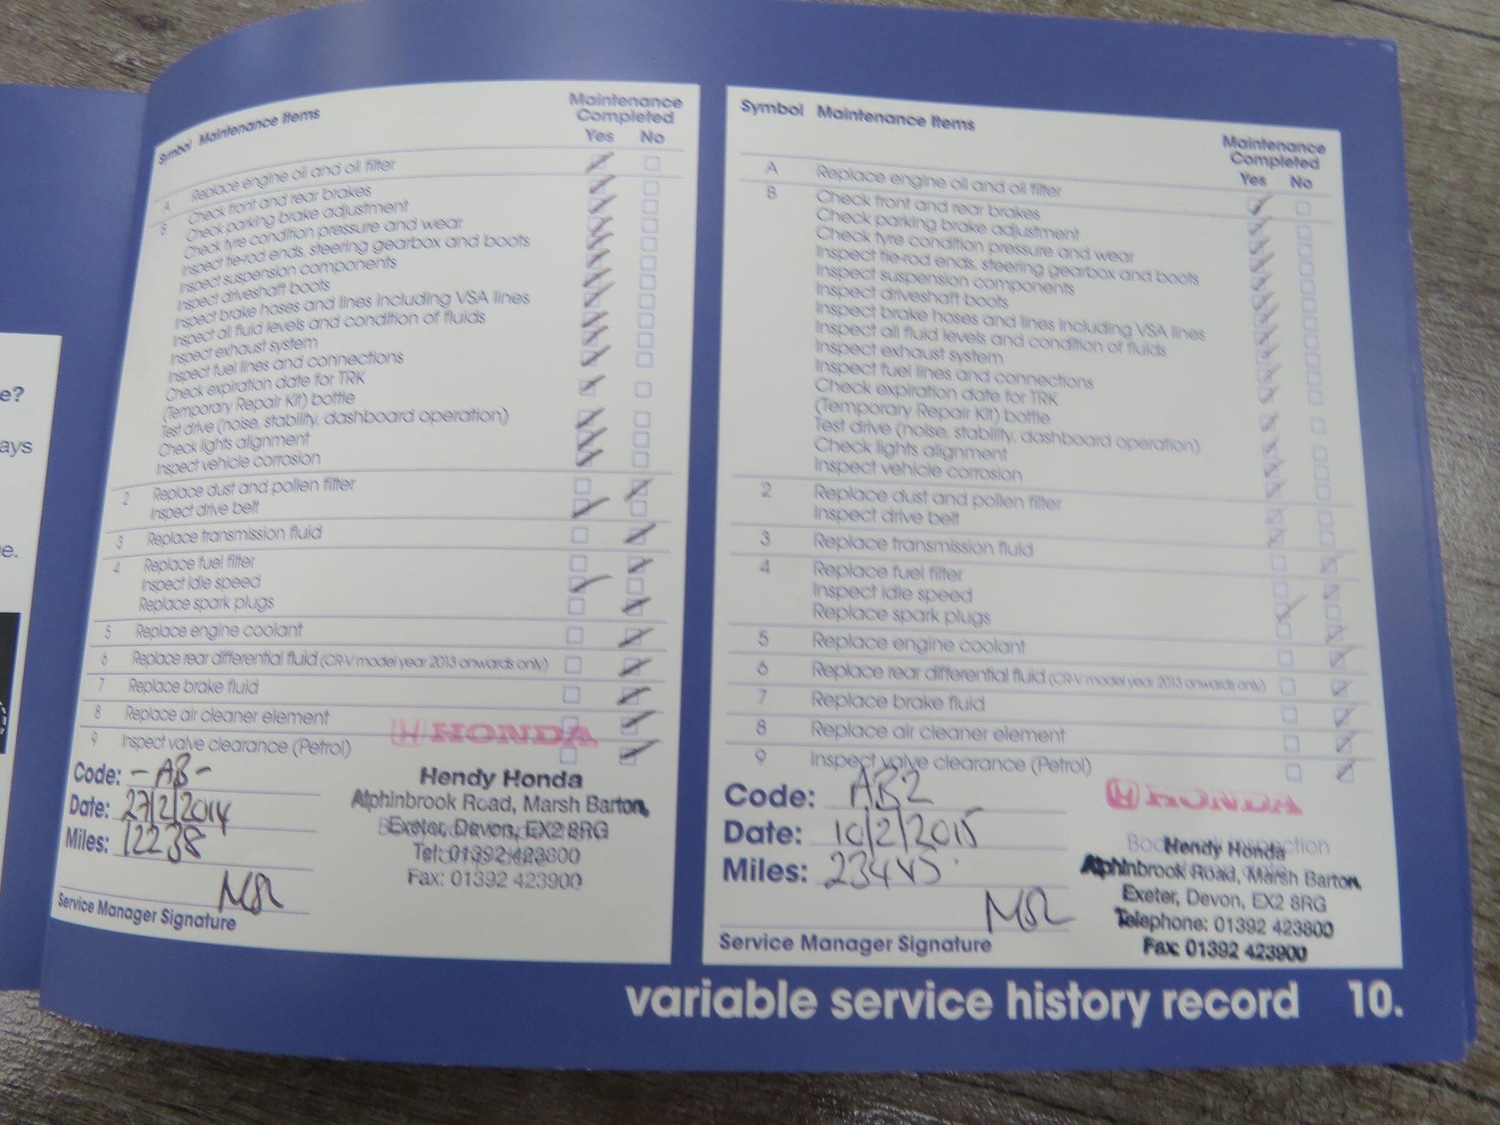 e?
ays
e.
Symbol Maintenance Items
Maintenance
Completed
Yes No
A Replace engine oil and oil filter
B Check front and rear brakes
Check parking brake adjustment
Check tyre condition pressure and wear
Inspect tie-rod ends, steering gearbox and boots
Inspect suspension components
Inspect driveshaft boots
Inspect brake hoses and lines including VSA lines
Inspect all fluid levels and condition of fluids
Inspect exhaust system
Inspect fuel lines and connections
Check expiration date for TRK
(Temporary Repair Kit) bottle
Test drive (noise, stability, dashboard operation)
Check lights alignment
Inspect vehicle corrosion
2 Replace dust and pollen filter
Inspect drive belt
3 Replace transmission fluid
4 Replace fuel filter
Inspect idle speed
Replace spark plugs
5 Replace engine coolant
6 Replace rear differential fluid (CR-V model year 2013 onwards only)
7 Replace brake fluid
8 Replace air cleaner element
9 Inspect valve clearance (Petrol)
Code: -AB-
Date: 27/2/2014
Miles: 12238
MSR
Service Manager Signature
HONDA
Hendy Honda
Alphinbrook Road, Marsh Barton,
Exeter, Devon, EX2 8RG
Tel: 01392 423800
Fax: 01392 423900
Symbol Maintenance Items
Maintenance
Completed
Yes No
A Replace engine oil and oil filter
B Check front and rear brakes
Check parking brake adjustment
Check tyre condition pressure and wear
Inspect tie-rod ends, steering gearbox and boots
Inspect suspension components
Inspect driveshaft boots
Inspect brake hoses and lines including VSA lines
Inspect all fluid levels and condition of fluids
Inspect exhaust system
Inspect fuel lines and connections
Check expiration date for TRK
(Temporary Repair Kit) bottle
Test drive (noise, stability, dashboard operation)
Check lights alignment
Inspect vehicle corrosion
2 Replace dust and pollen filter
Inspect drive belt
3 Replace transmission fluid
4 Replace fuel filter
Inspect idle speed
Replace spark plugs
5 Replace engine coolant
6 Replace rear differential fluid (CR-V model year 2013 onwards only)
7 Replace brake fluid
8 Replace air cleaner element
9 Inspect valve clearance (Petrol)
Code: AB2
Date: 10/2/2015
Miles:
MSR
Service Manager Signature
HONDA
Hendy Honda
Alphinbrook Road, Marsh Barton,
Exeter, Devon, EX2 8RG
Telephone: 01392 423800
Fax: 01392 423900
variable service history record 10.